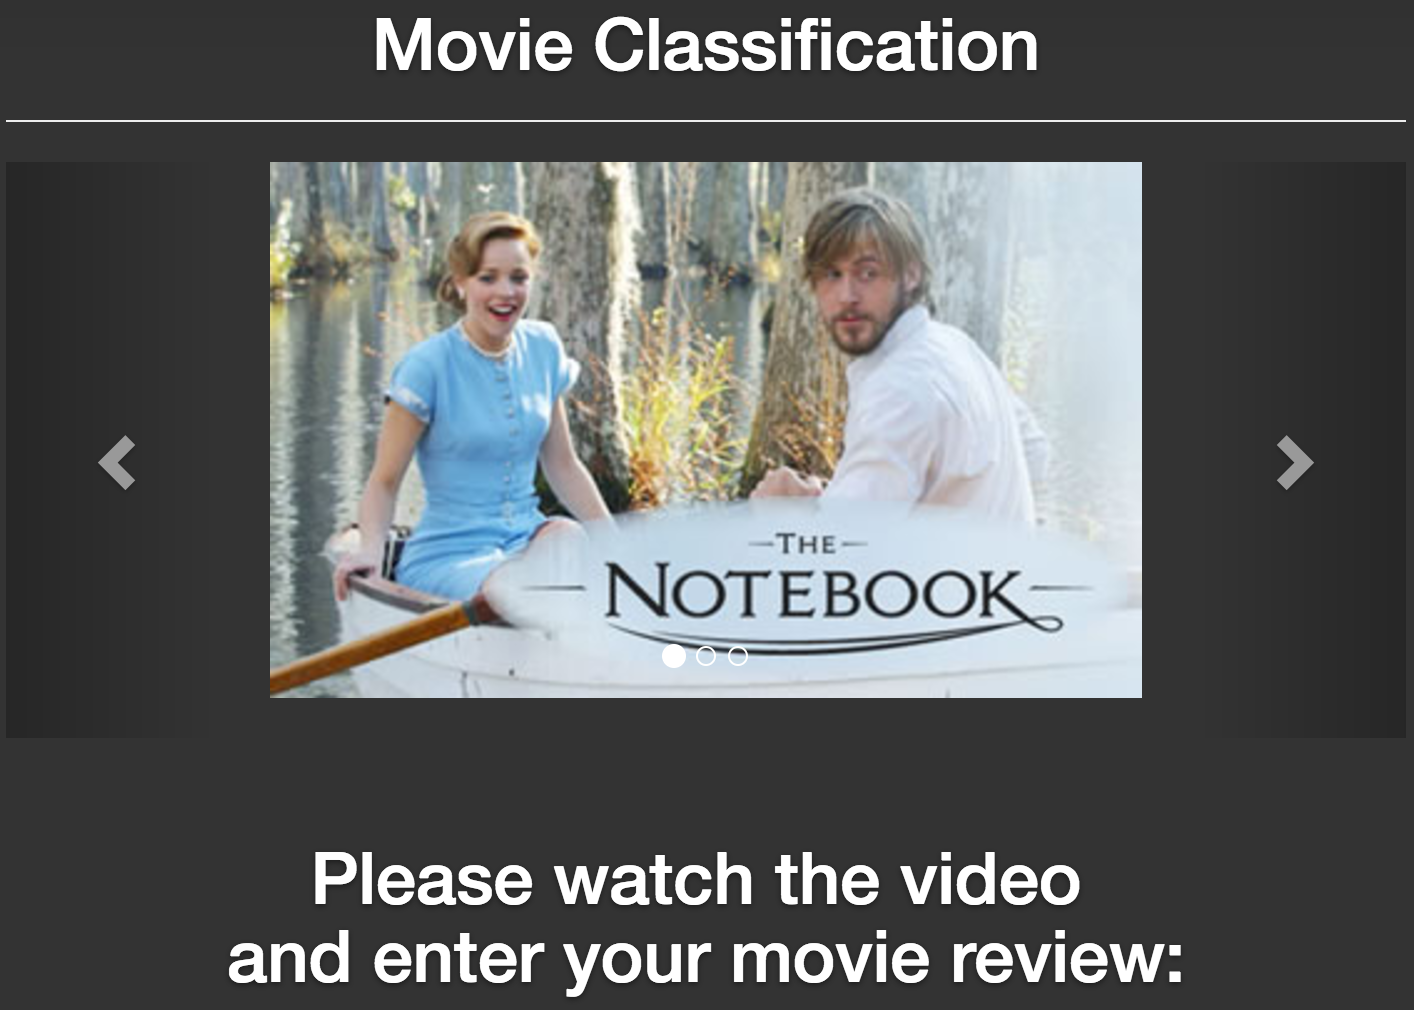 Movie Classification
THE
NOTEBOOK
Please watch the video
and enter your movie review: